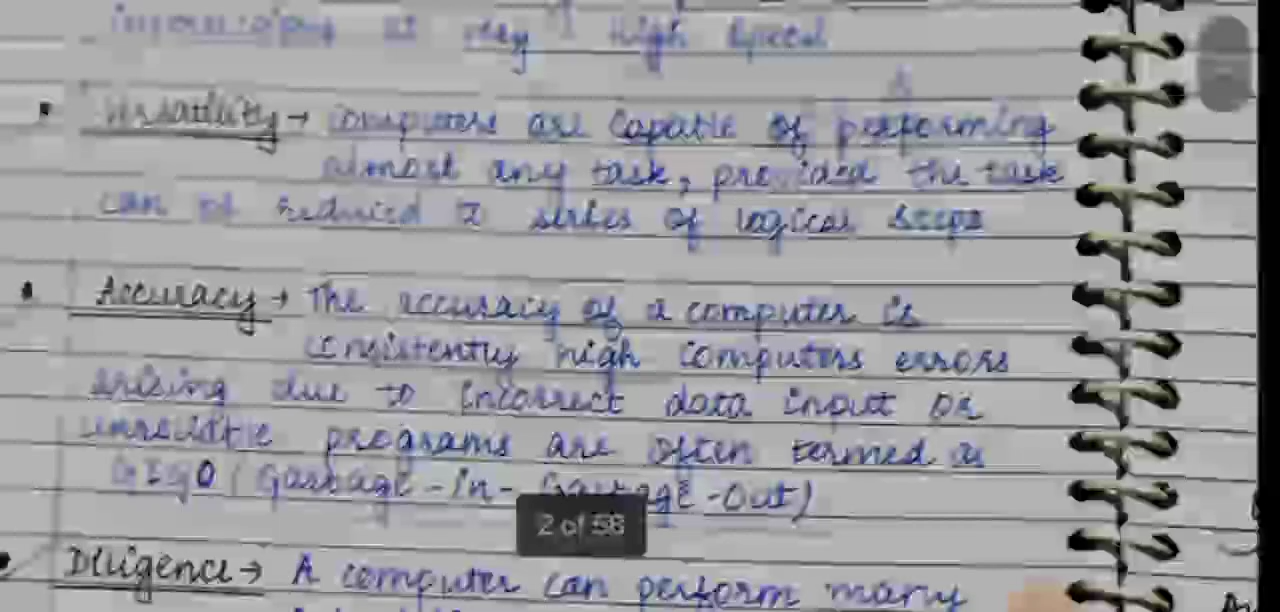 at very high speed
• Versatility → Computers are capable of performing
almost any task, provided the task
can be reduced to series of logical steps
• Accuracy → The accuracy of a computer is
consistently high computers errors
arising due to incorrect data input or
unreliable programs are often termed as
GIGO (Garbage-In-Garbage-Out)
2 of 58
• Diligence → A computer can perform many